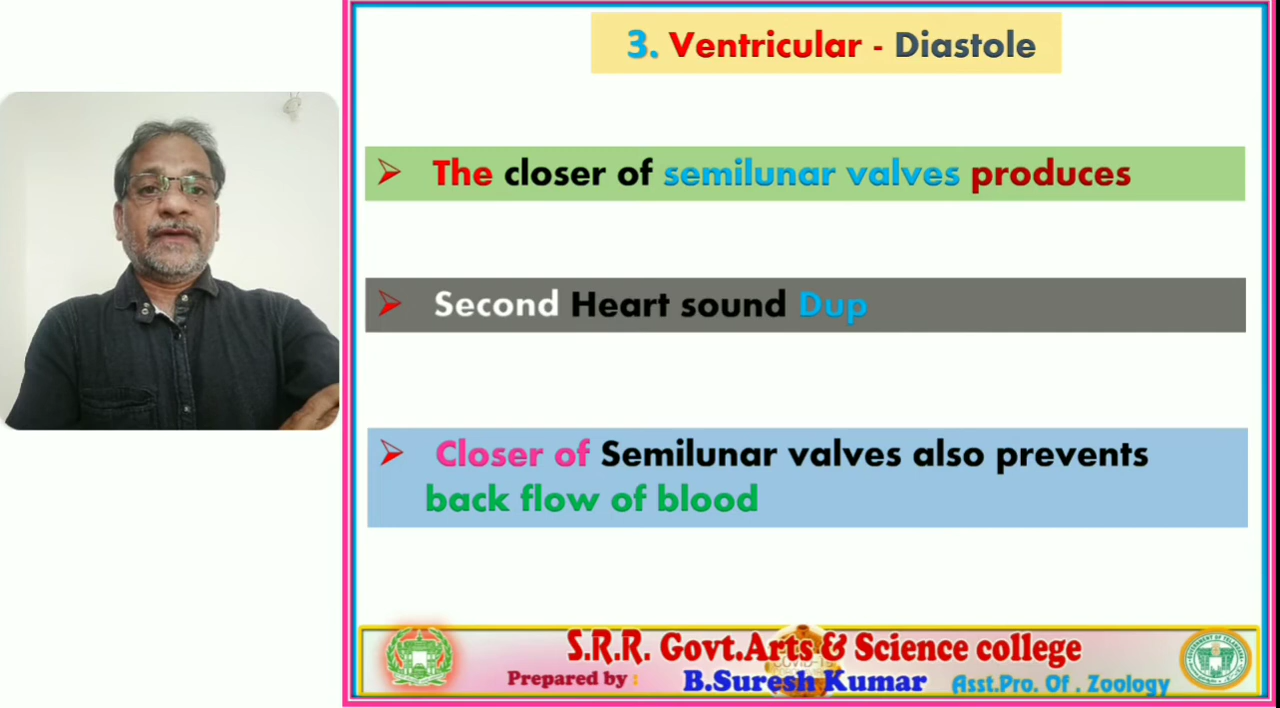 3. Ventricular - Diastole
The closer of semilunar valves produces
Second Heart sound Dup
Closer of Semilunar valves also prevents
back flow of blood
S.R.R. Govt.Arts & Science college
Prepared by : B.Suresh Kumar Asst.Pro. Of . Zoology